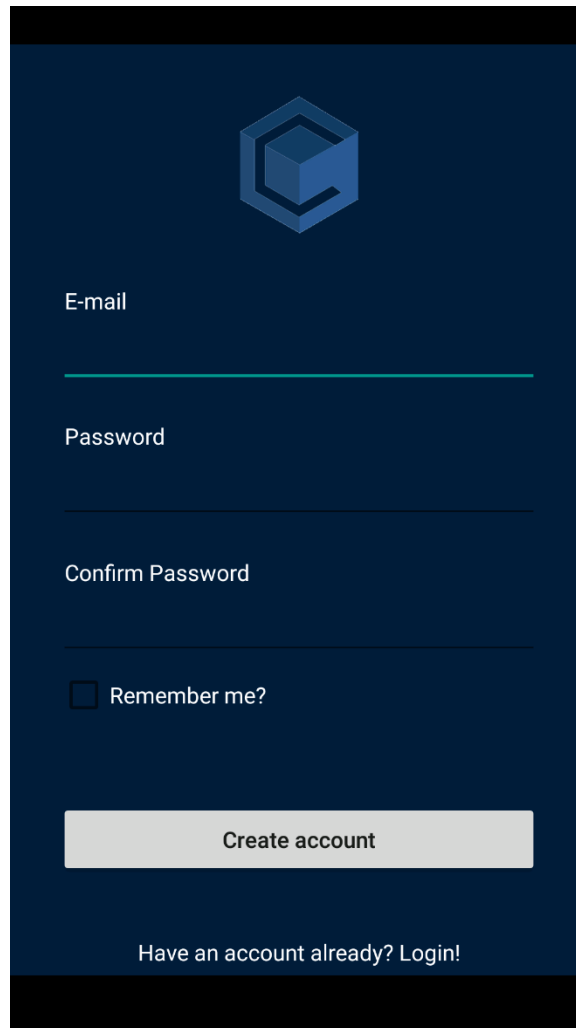 E-mail
Password
Confirm Password
Remember me?
Create account
Have an account already? Login!